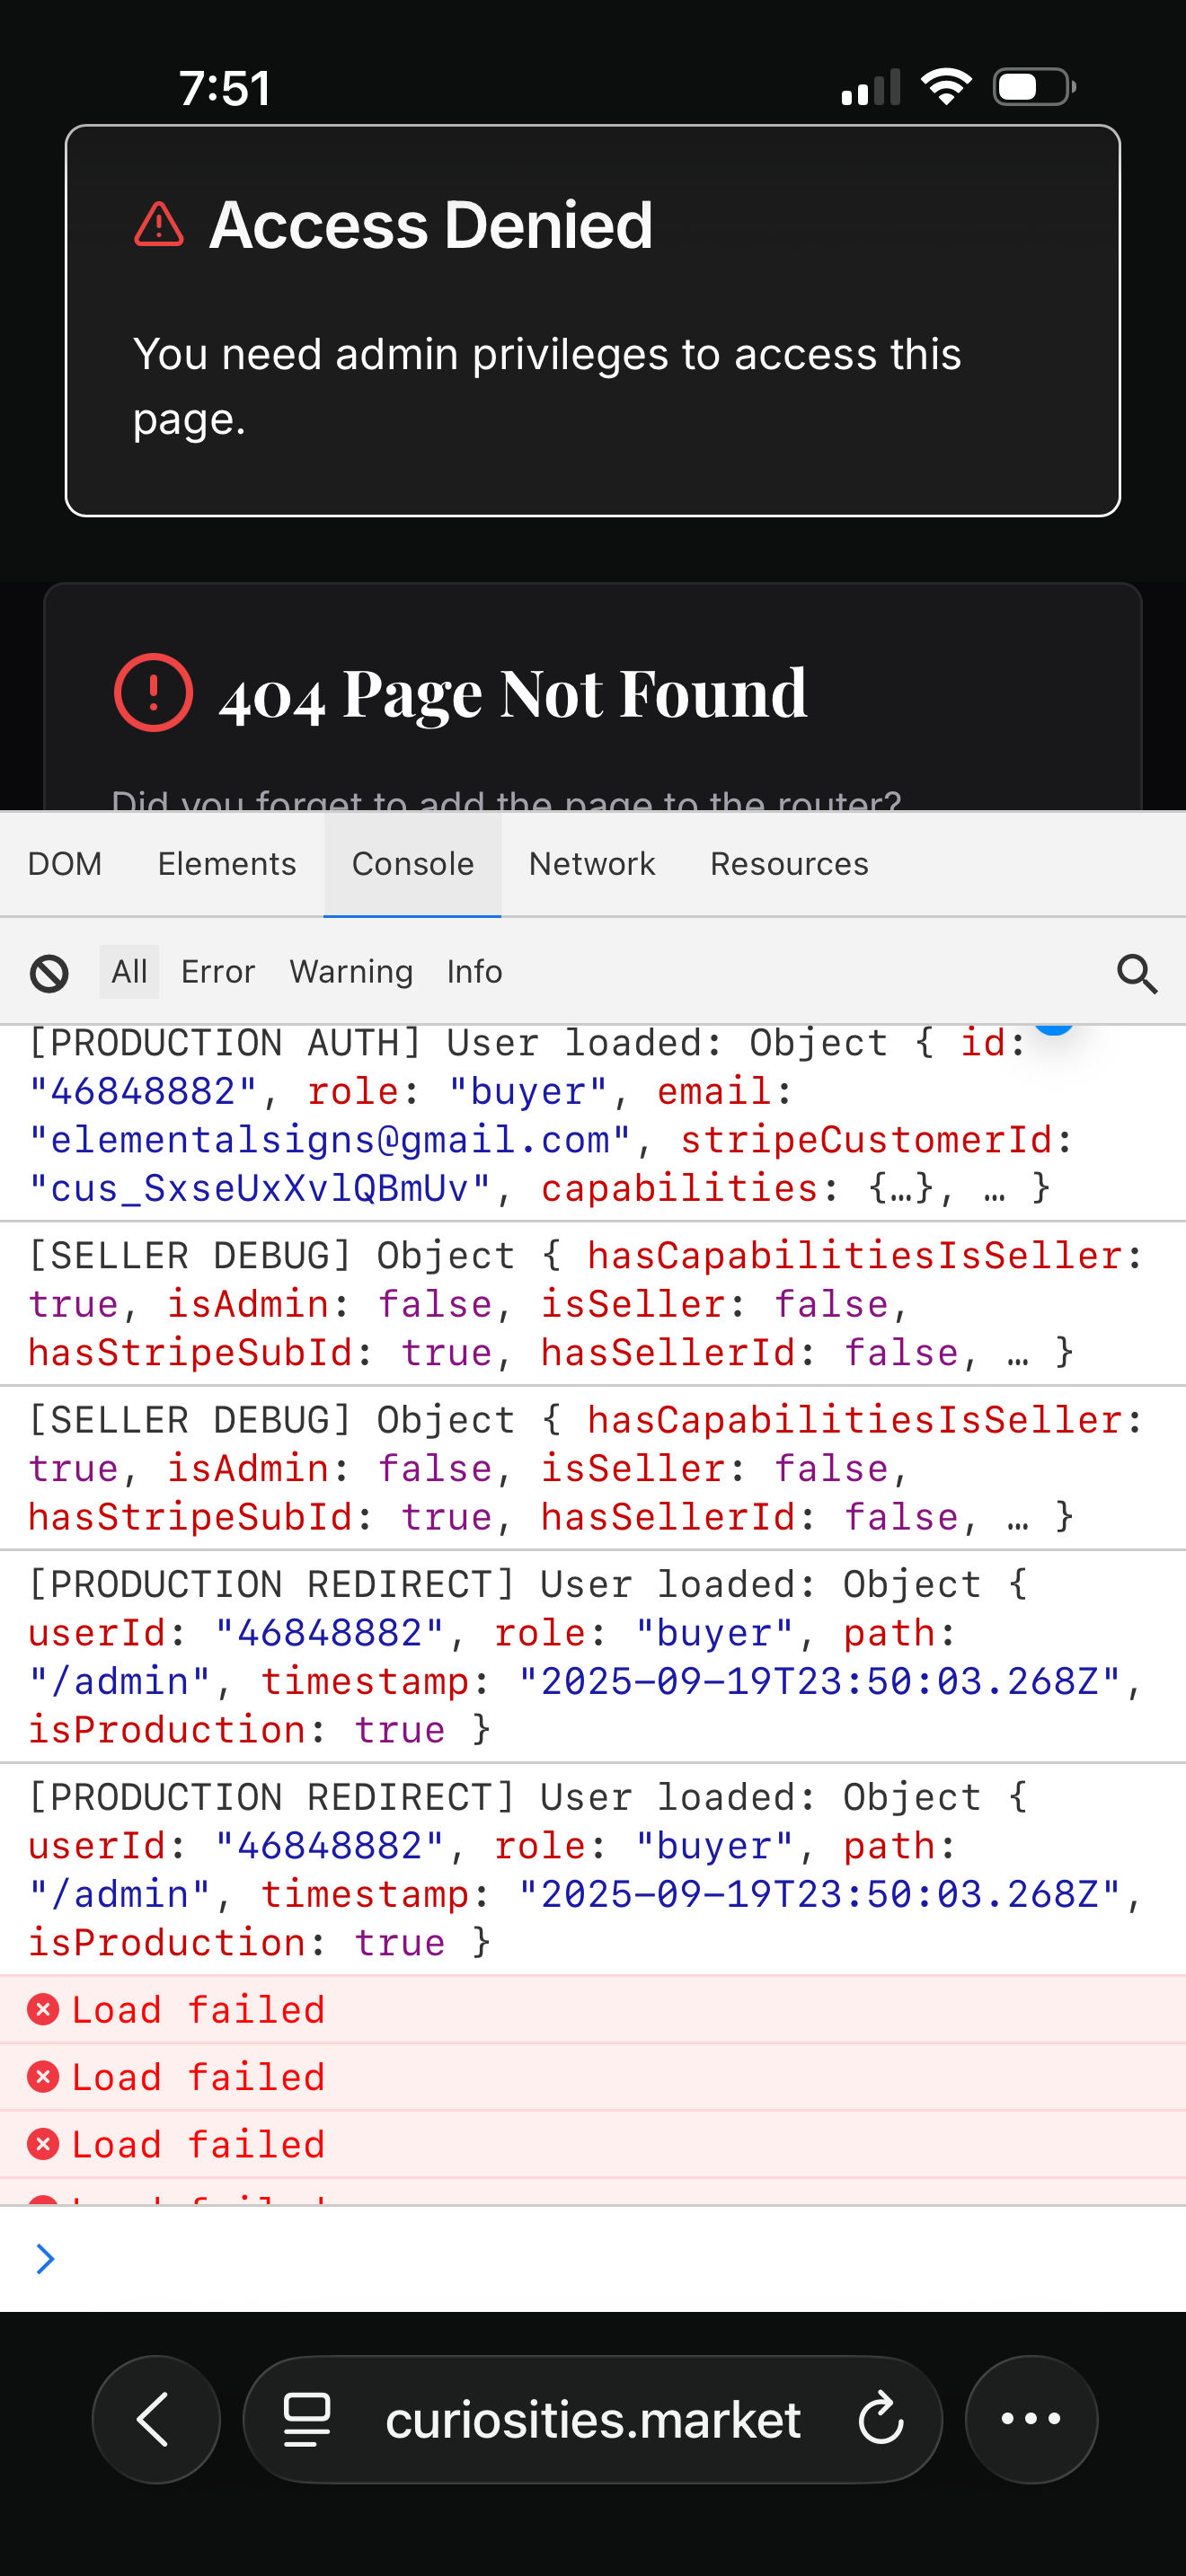 7:51
Access Denied
You need admin privileges to access this
page.
404 Page Not Found
Did you forget to add the page to the router?
DOM Elements Console Network Resources
All Error Warning Info
[PRODUCTION AUTH] User loaded: Object { id:
"46848882", role: "buyer", email:
"elementalsigns@gmail.com", stripeCustomerId:
"cus_SxseUxXvlQBmUv", capabilities: {…}, … }
[SELLER DEBUG] Object { hasCapabilitiesIsSeller:
true, isAdmin: false, isSeller: false,
hasStripeSubId: true, hasSellerId: false, … }
[SELLER DEBUG] Object { hasCapabilitiesIsSeller:
true, isAdmin: false, isSeller: false,
hasStripeSubId: true, hasSellerId: false, … }
[PRODUCTION REDIRECT] User loaded: Object {
userId: "46848882", role: "buyer", path:
"/admin", timestamp: "2025-09-19T23:50:03.268Z",
isProduction: true }
[PRODUCTION REDIRECT] User loaded: Object {
userId: "46848882", role: "buyer", path:
"/admin", timestamp: "2025-09-19T23:50:03.268Z",
isProduction: true }
Load failed
Load failed
Load failed
curiosities.market